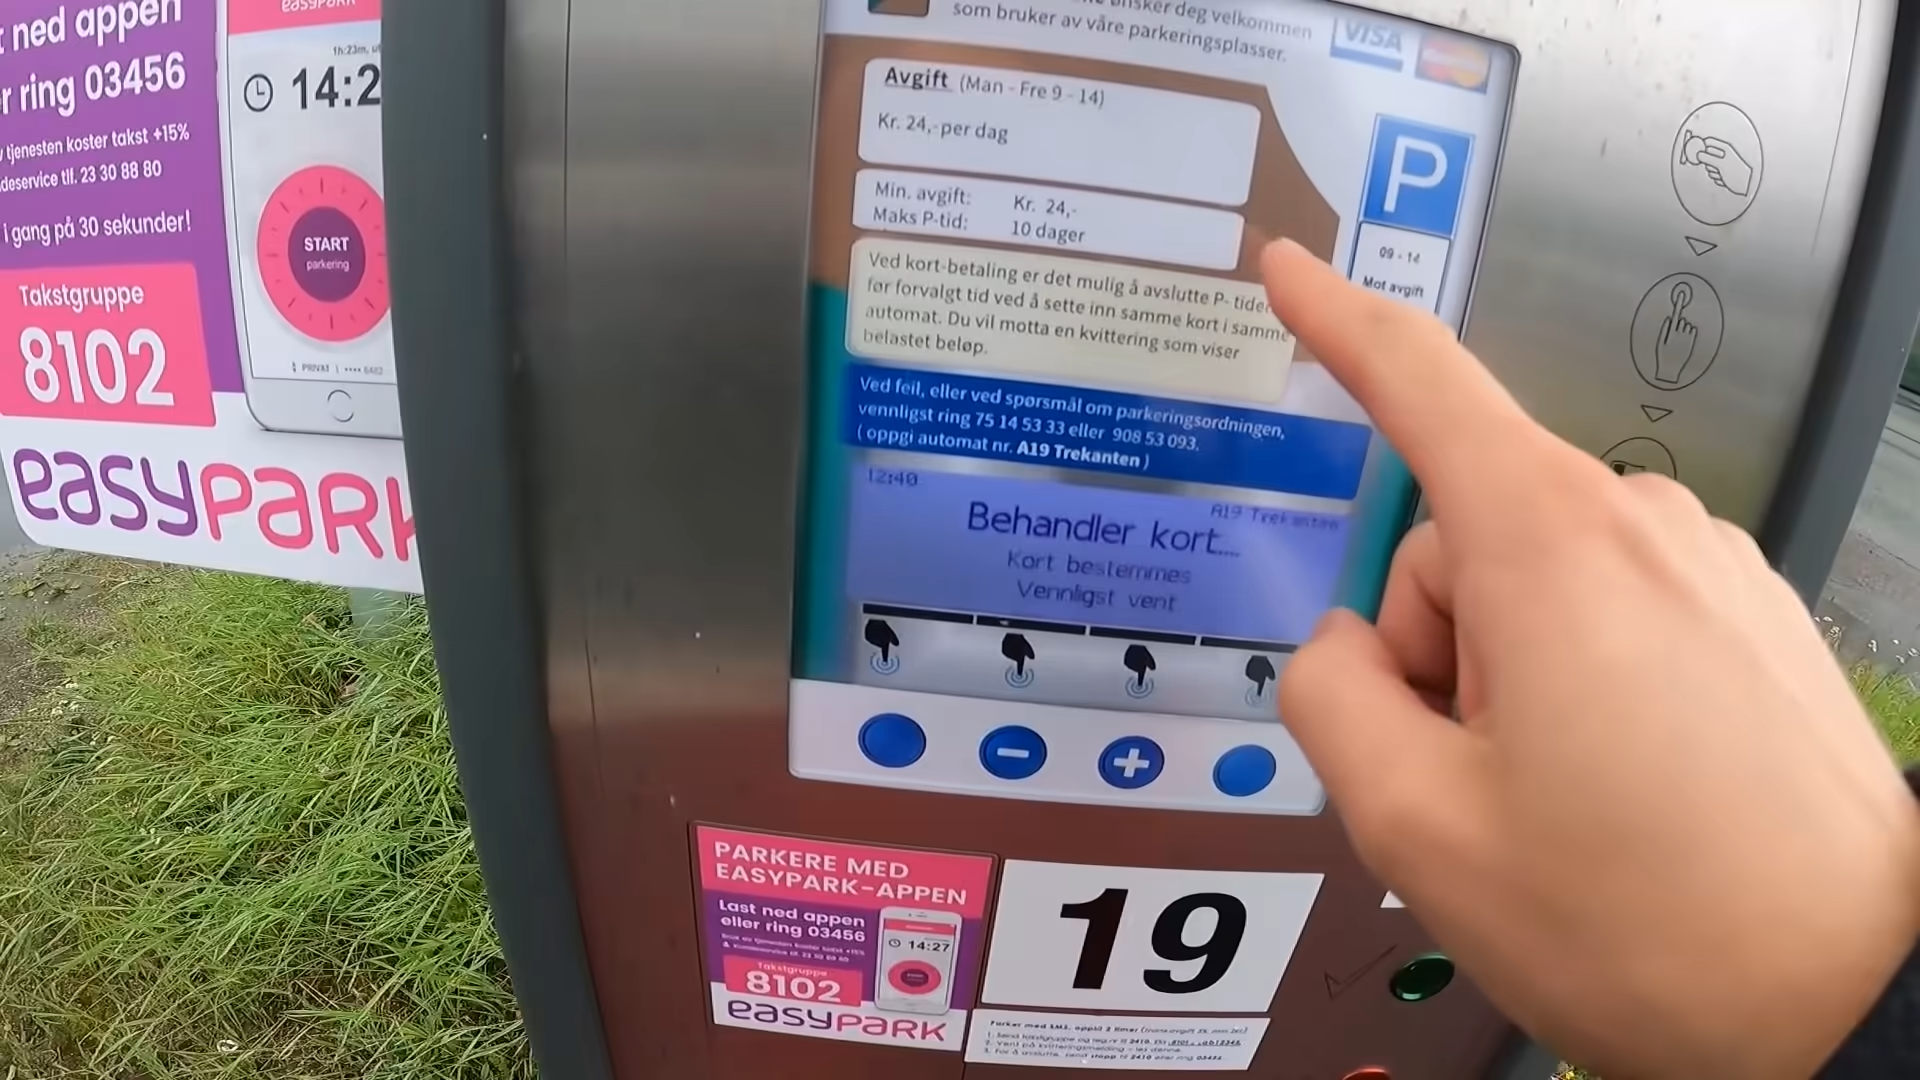 t ned appen
r ring 03456
tjenesten koster takst +15%
deservice tlf. 23 30 88 80
i gang på 30 sekunder!
Takstgruppe
8102
easyPARK
easyPARK
14:2
START
parkering
PRIVAT
ønsker deg velkommen
som bruker av våre parkeringsplasser.
VISA
Avgift (Man - Fre 9 - 14)
Kr. 24,- per dag
Min. avgift: Kr. 24,-
Maks P-tid: 10 dager
P
09 - 14
Mot avgift
Ved kort-betaling er det mulig å avslutte P- tiden
før forvalgt tid ved å sette inn samme kort i samme
automat. Du vil motta en kvittering som viser
belastet beløp.
Ved feil, eller ved spørsmål om parkeringsordningen,
vennligst ring 75 14 53 33 eller 908 53 093.
( oppgi automat nr. A19 Trekanten )
12:40
A19 Trekanten
Behandler kort....
Kort bestemmes
Vennligst vent
PARKERE MED
EASYPARK-APPEN
Last ned appen
eller ring 03456
14:27
Takstgruppe
8102
easyPARK
19